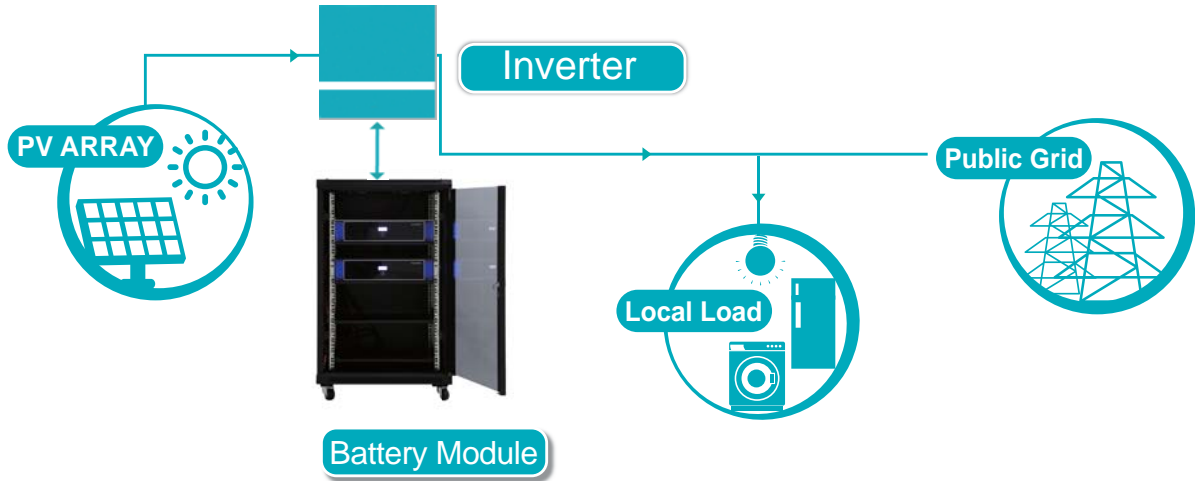 Inverter
PV ARRAY
Public Grid
Local Load
Battery Module